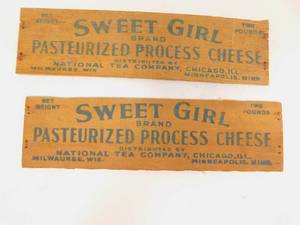 NET WEIGHT SWEET GIRL TWO POUNDS
BRAND
PASTEURIZED PROCESS CHEESE
DISTRIBUTED BY
NATIONAL TEA COMPANY, CHICAGO, ILL.
MILWAUKEE, WIS. MINNEAPOLIS, MINN.
NET WEIGHT SWEET GIRL TWO POUNDS
BRAND
PASTEURIZED PROCESS CHEESE
DISTRIBUTED BY
NATIONAL TEA COMPANY, CHICAGO, ILL.
MILWAUKEE, WIS. MINNEAPOLIS, MINN.